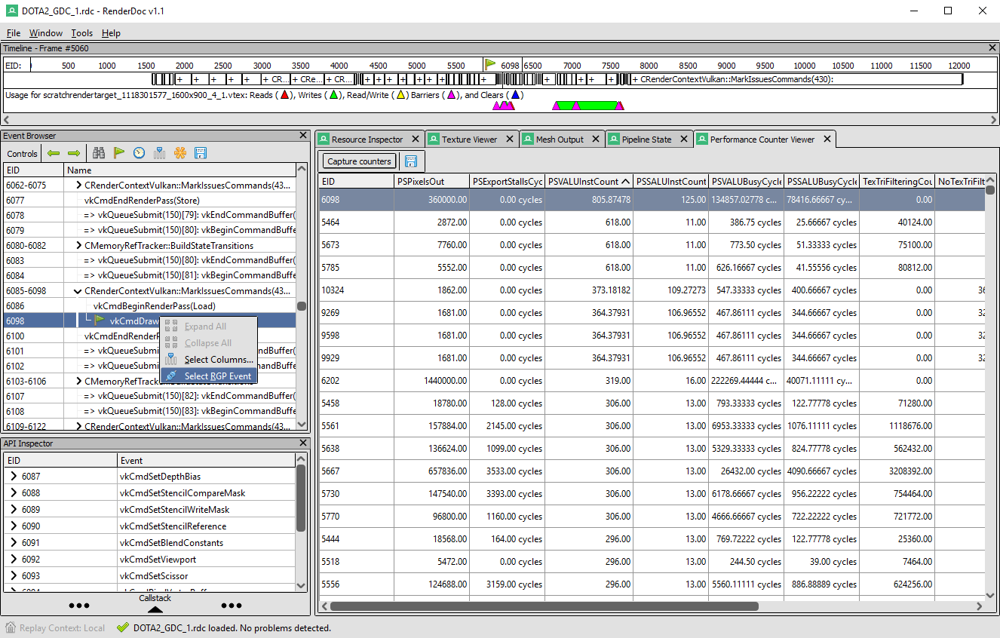 DOTA2_GDC_1.rdc - RenderDoc v1.1
File Window Tools Help
Timeline - Frame #5060
EID: 500 1000 1500 2000 2500 3000 3500 4000 4500 5000 5500 6098 6500 7000 7500 8000 8500 9000 9500 10000 10500 11000 11500 12000
+ + + + + + CR... + CRe... + CR... + + + + + + + + + + + + CRenderContextVulkan::MarkIssuesCommands(430):
Usage for scratchrendertarget_1118301577_1600x900_4_1.vtex: Reads ( ), Writes ( ), Read/Write ( ) Barriers ( ), and Clears ( )
Event Browser
Controls
EID Name
6062-6075 CRenderContextVulkan::MarkIssuesCommands(43...
6077 vkCmdEndRenderPass(Store)
6078 => vkQueueSubmit(150)[79]: vkEndCommandBuffer(
6079 => vkQueueSubmit(150)[80]: vkBeginCommandBuffe
6080-6082 CMemoryRefTracker::BuildStateTransitions
6083 => vkQueueSubmit(150)[80]: vkEndCommandBuffer(
6084 => vkQueueSubmit(150)[81]: vkBeginCommandBuffe
6085-6098 CRenderContextVulkan::MarkIssuesCommands(43...
6086 vkCmdBeginRenderPass(Load)
6098 vkCmdDraw
6100 vkCmdEndRenderP
6101 => vkQueueSubmit ndCommandBuffer(
6102 => vkQueueSubmit eginCommandBuffe
6103-6106 CMemoryRefTrack
6107 => vkQueueSubmit(150)[82]: vkEndCommandBuffer(
6108 => vkQueueSubmit(150)[83]: vkBeginCommandBuffe
6109-6122 CRenderContextVulkan::MarkIssuesCommands(43...
Expand All
Collapse All
Select Columns...
Select RGP Event
API Inspector
EID Event
6087 vkCmdSetDepthBias
6088 vkCmdSetStencilCompareMask
6089 vkCmdSetStencilWriteMask
6090 vkCmdSetStencilReference
6091 vkCmdSetBlendConstants
6092 vkCmdSetViewport
6093 vkCmdSetScissor
Callstack
Resource Inspector Texture Viewer Mesh Output Pipeline State Performance Counter Viewer
Capture counters
EID PSPixelsOut PSExportStallsCyc PSVALUInstCount PSSALUInstCount PSVALUBusyCycle PSSALUBusyCycle TexTriFilteringCou NoTexTriFilt
6098 360000.00 0.00 cycles 805.87478 125.00 134857.02778 c... 78416.66667 cy... 0.00
5464 2872.00 0.00 cycles 618.00 11.00 386.75 cycles 25.66667 cycles 40124.00
5673 7760.00 0.00 cycles 618.00 11.00 773.50 cycles 51.33333 cycles 75100.00
5785 5552.00 0.00 cycles 618.00 11.00 626.16667 cycles 41.55556 cycles 80812.00
10324 1862.00 0.00 cycles 373.18182 109.27273 547.33333 cycles 400.66667 cycles 0.00 36
9269 1681.00 0.00 cycles 364.37931 106.96552 467.86111 cycles 344.66667 cycles 0.00 32
9598 1681.00 0.00 cycles 364.37931 106.96552 467.86111 cycles 344.66667 cycles 0.00 32
9929 1681.00 0.00 cycles 364.37931 106.96552 467.86111 cycles 344.66667 cycles 0.00 32
6202 1440000.00 0.00 cycles 319.00 16.00 222269.44444 c... 40071.11111 cy... 0.00
5458 18780.00 128.00 cycles 306.00 13.00 793.33333 cycles 122.77778 cycles 71280.00
5561 157884.00 2145.00 cycles 306.00 13.00 6953.33333 cycles 1076.11111 cycles 1118676.00
5638 136624.00 1099.00 cycles 306.00 13.00 5329.33333 cycles 824.77778 cycles 562432.00
5667 657836.00 3533.00 cycles 306.00 13.00 26432.00 cycles 4090.66667 cycles 3208392.00
5730 147540.00 3393.00 cycles 306.00 13.00 6178.66667 cycles 956.22222 cycles 754464.00
5770 96800.00 1160.00 cycles 306.00 13.00 4666.66667 cycles 722.22222 cycles 721772.00
5444 18568.00 164.00 cycles 296.00 13.00 769.72222 cycles 122.77778 cycles 25360.00
5518 5472.00 0.00 cycles 296.00 13.00 244.50 cycles 39.00 cycles 7464.00
5556 124688.00 3159.00 cycles 296.00 13.00 5560.11111 cycles 886.88889 cycles 624256.00
Replay Context: Local DOTA2_GDC_1.rdc loaded. No problems detected.